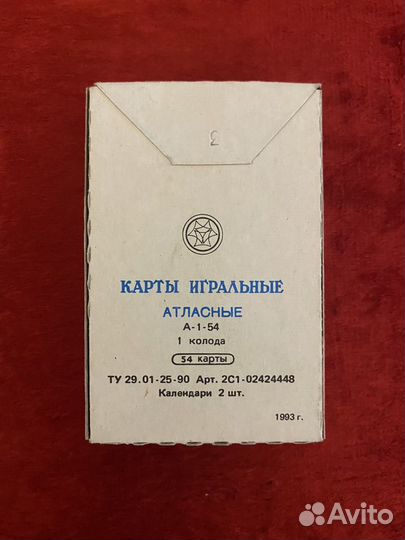 3
КАРТЫ ИГРАЛЬНЫЕ
АТЛАСНЫЕ
А-1-54
1 колода
54 карты
ТУ 29.01-25-90 Арт. 2С1-02424448
Календари 2 шт.
1993 г.
Avito